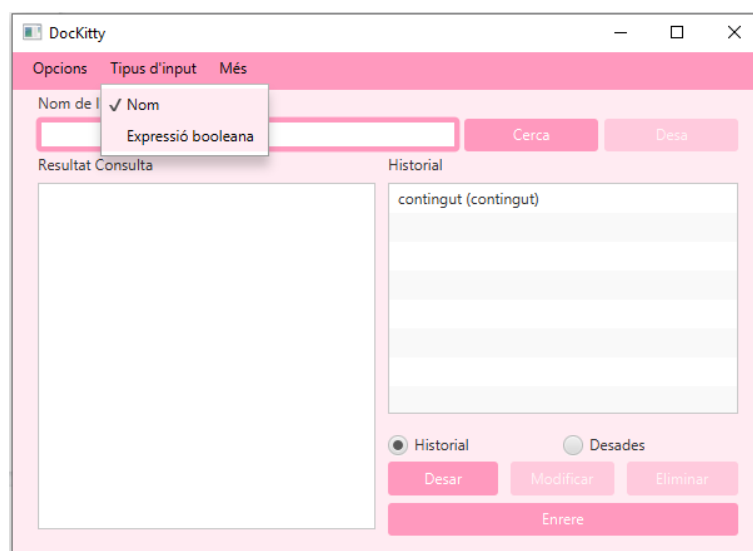 DocKitty
Opcions Tipus d'input Més
Nom de l
✓ Nom
Expressió booleana
Cerca Desa
Resultat Consulta Historial
contingut (contingut)
Historial Desades
Desar Modificar Eliminar
Enrere